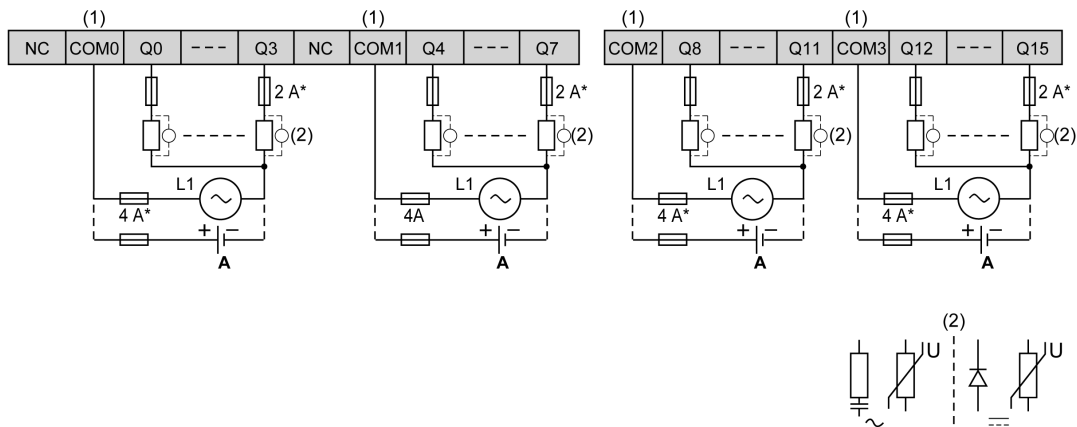 (1) (1) (1) (1)
NC COM0 Q0 --- Q3 NC COM1 Q4 --- Q7 COM2 Q8 --- Q11 COM3 Q12 --- Q15
2 A* 2 A* 2 A* 2 A*
(2) (2) (2) (2)
L1 L1 L1 L1
4 A* 4A 4 A* 4 A*
+ − + − + − + −
A A A A
(2)
U U